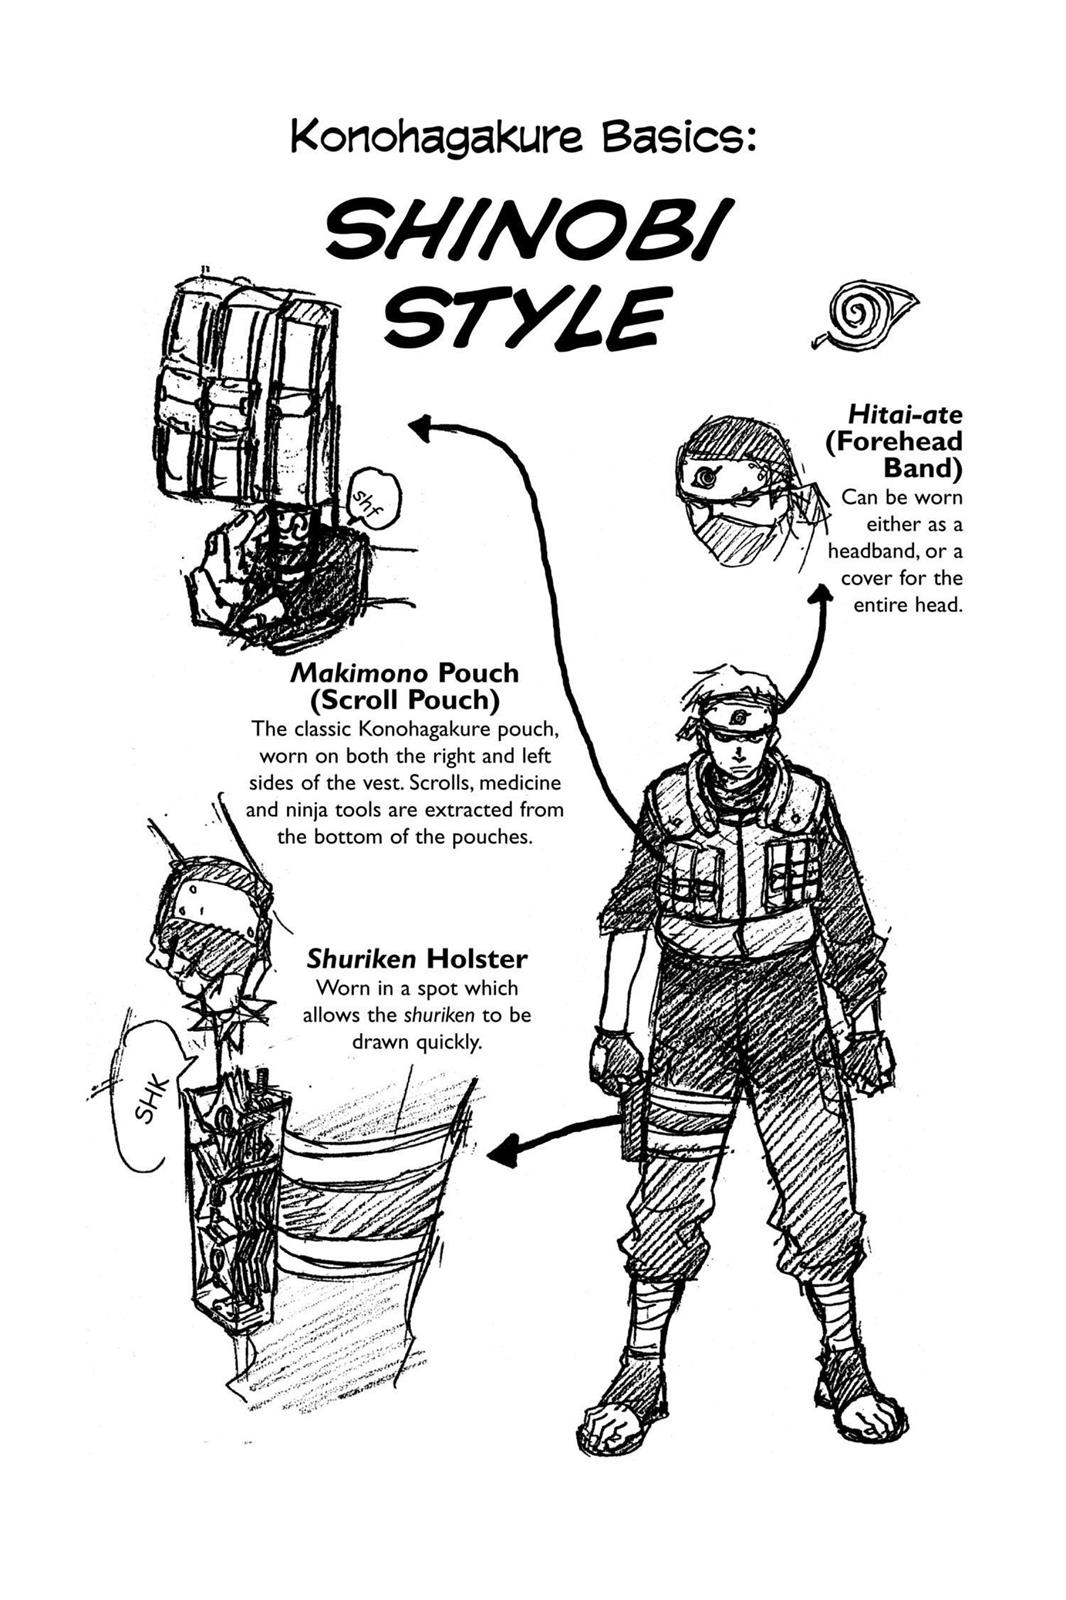 Konohagakure Basics:
SHINOBI
STYLE
Hitai-ate
(Forehead
Band)
Can be worn
either as a
headband, or a
cover for the
entire head.
shf
Makimono Pouch
(Scroll Pouch)
The classic Konohagakure pouch,
worn on both the right and left
sides of the vest. Scrolls, medicine
and ninja tools are extracted from
the bottom of the pouches.
Shuriken Holster
Worn in a spot which
allows the shuriken to be
drawn quickly.
SHK